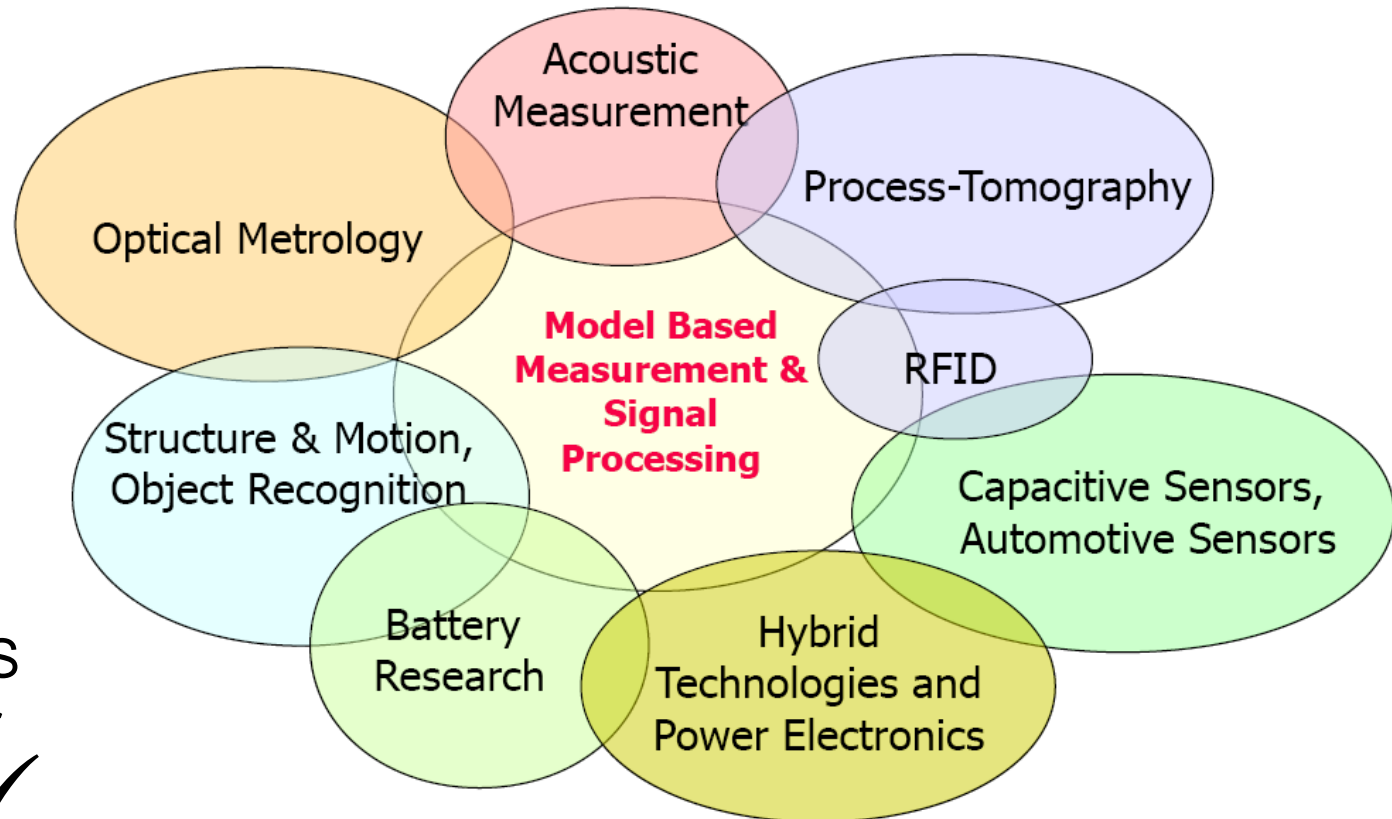 Acoustic
Measurement
Process-Tomography
Optical Metrology
Model Based
Measurement &
Signal
Processing
RFID
Structure & Motion,
Object Recognition
Capacitive Sensors,
Automotive Sensors
Battery
Research
Hybrid
Technologies and
Power Electronics